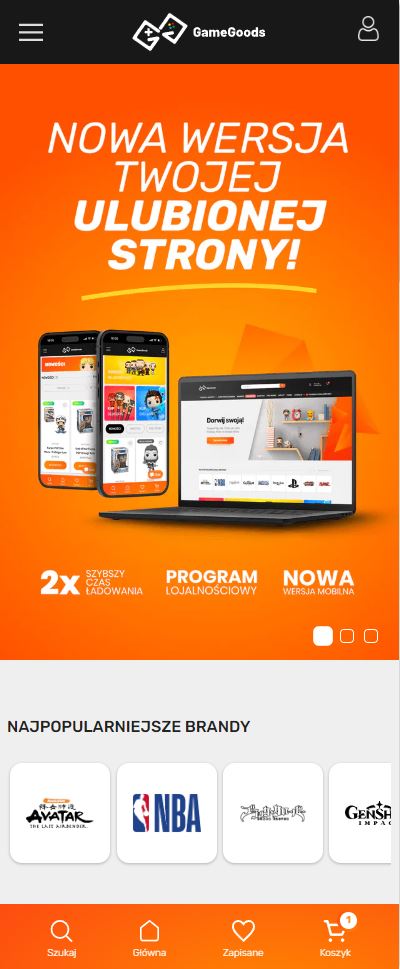 GameGoods
NOWA WERSJA
TWOJEJ
ULUBIONEJ
STRONY!
NOWOŚCI
Dorwij swoją!
2x
SZYBSZY
CZAS
ŁADOWANIA
PROGRAM
LOJALNOŚCIOWY
NOWA
WERSJA MOBILNA
NAJPOPULARNIEJSZE BRANDY
AVATAR
THE LAST AIRBENDER
NBA
GENSH
IMPAC
1
Szukaj
Główna
Zapisane
Koszyk